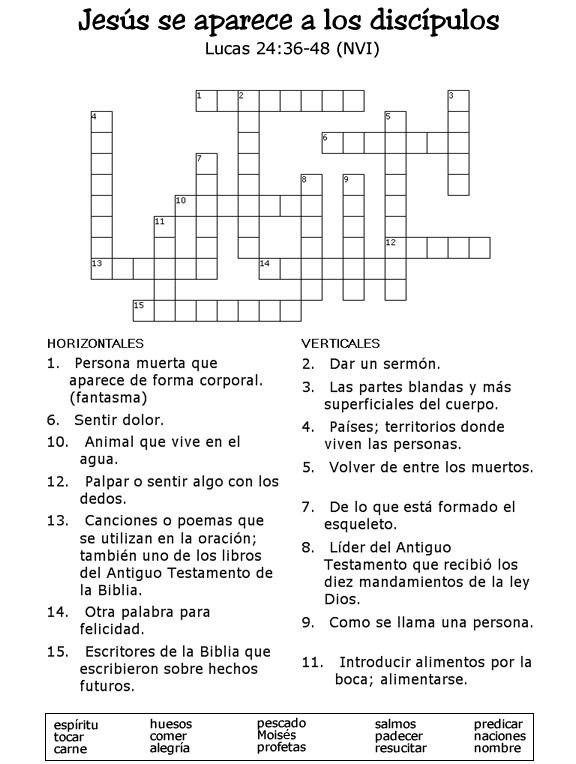 Jesús se aparece a los discípulos
Lucas 24:36-48 (NVI)
1 2 3
4 5
6
7
8 9
10
11
12
13 14
15
HORIZONTALES
1. Persona muerta que
aparece de forma corporal.
(fantasma)
6. Sentir dolor.
10. Animal que vive en el
agua.
12. Palpar o sentir algo con los
dedos.
13. Canciones o poemas que
se utilizan en la oración;
también uno de los libros
del Antiguo Testamento de
la Biblia.
14. Otra palabra para
felicidad.
15. Escritores de la Biblia que
escribieron sobre hechos
futuros.
VERTICALES
2. Dar un sermón.
3. Las partes blandas y más
superficiales del cuerpo.
4. Países; territorios donde
viven las personas.
5. Volver de entre los muertos.
7. De lo que está formado el
esqueleto.
8. Líder del Antiguo
Testamento que recibió los
diez mandamientos de la ley
Dios.
9. Como se llama una persona.
11. Introducir alimentos por la
boca; alimentarse.
espíritu huesos pescado salmos predicar
tocar comer Moisés padecer naciones
carne alegría profetas resucitar nombre